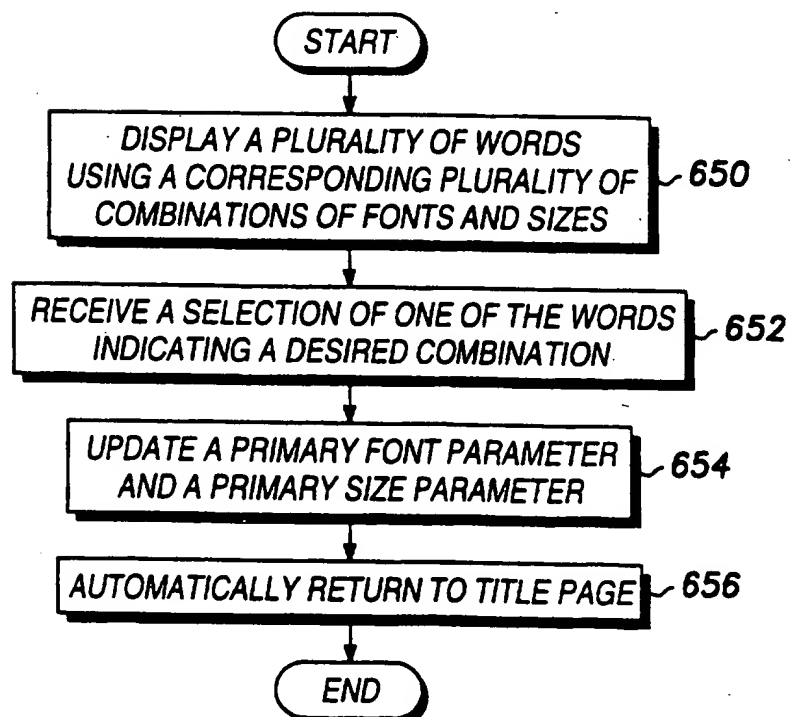 START
DISPLAY A PLURALITY OF WORDS
USING A CORRESPONDING PLURALITY OF
COMBINATIONS OF FONTS AND SIZES
650
RECEIVE A SELECTION OF ONE OF THE WORDS
INDICATING A DESIRED COMBINATION
652
UPDATE A PRIMARY FONT PARAMETER
AND A PRIMARY SIZE PARAMETER
654
AUTOMATICALLY RETURN TO TITLE PAGE
656
END